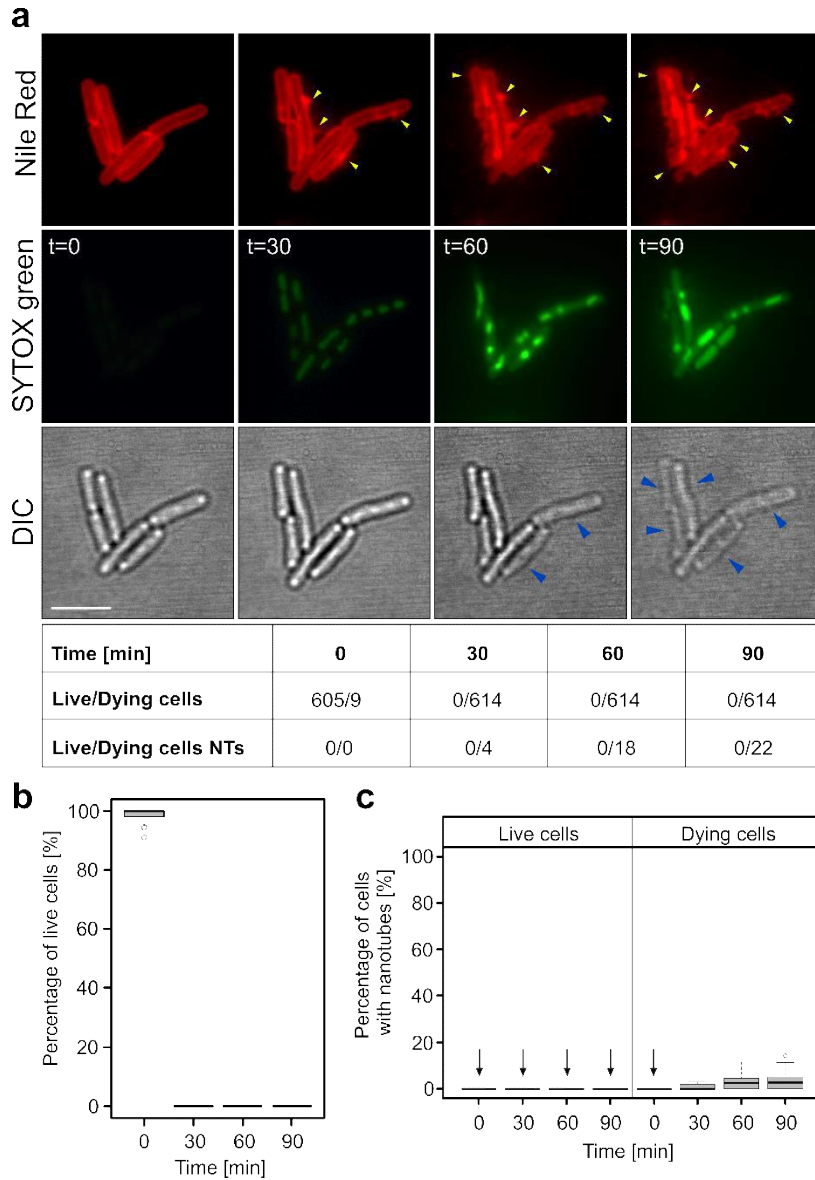 a
Nile Red
SYTOX green
t=0 t=30 t=60 t=90
DIC
Time [min] 0 30 60 90
Live/Dying cells 605/9 0/614 0/614 0/614
Live/Dying cells NTs 0/0 0/4 0/18 0/22
b
Percentage of live cells [%]
100
80
60
40
20
0
0 30 60 90
Time [min]
c
Percentage of cells
with nanotubes [%]
Live cells Dying cells
100
80
60
40
20
0
0 30 60 90 0 30 60 90
Time [min]